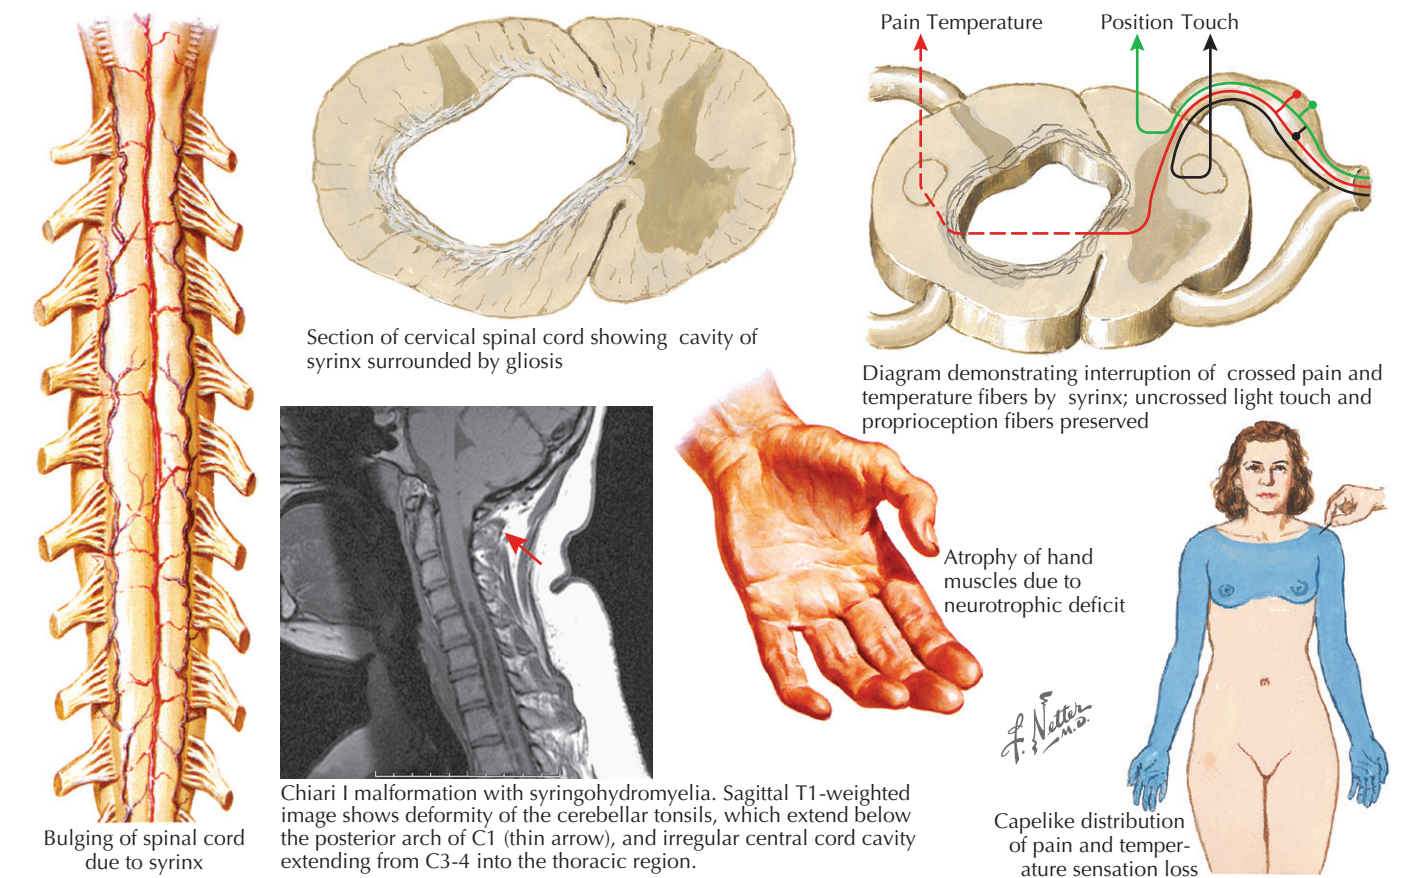 Pain Temperature
Position Touch
Section of cervical spinal cord showing cavity of
syrinx surrounded by gliosis
Diagram demonstrating interruption of crossed pain and
temperature fibers by syrinx; uncrossed light touch and
proprioception fibers preserved
Atrophy of hand
muscles due to
neurotrophic deficit
F. Netter
M.D.
Bulging of spinal cord
due to syrinx
Chiari I malformation with syringohydromyelia. Sagittal T1-weighted
image shows deformity of the cerebellar tonsils, which extend below
the posterior arch of C1 (thin arrow), and irregular central cord cavity
extending from C3-4 into the thoracic region.
Capelike distribution
of pain and temper-
ature sensation loss